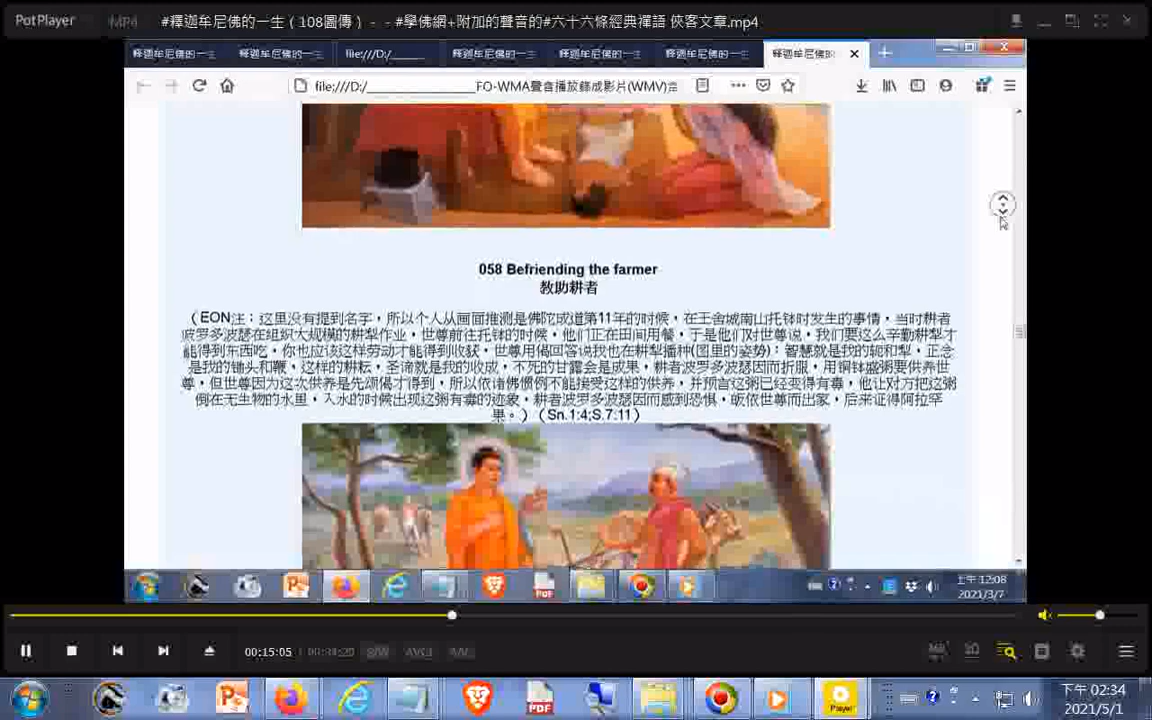 PotPlayer
MP4
#釋迦牟尼佛的一生（108圖傳）- - #學佛網+附加的聲音的#六十六條經典禪語 俠客文章.mp4
釋迦牟尼佛的一生
釋迦牟尼佛的一生
file:///D:/______
釋迦牟尼佛的一生
釋迦牟尼佛的一生
釋迦牟尼佛的一生
釋迦牟尼佛的
file:///D:/________________FO-WMA聲音播放錄成影片(WMV)
058 Befriending the farmer
教助耕者
（EON注：这里没有提到名字，所以个人从画面推测是佛陀成道第11年的时候，在王舍城南山托钵时发生的事情，当时耕者
波罗多波瑟在组织大规模的耕犁作业，世尊前往托钵的时候，他们正在田间用餐，于是他们对世尊说，我们要这么辛勤犁耕才
能得到东西吃，你也应该这样劳动才能得到收获，世尊用偈回答说我也在耕犁播种(图里的姿势)：智慧就是我的轭和犁，正念
是我的锄头和鞭，这样的耕耘，圣谛就是我的收成，不死的甘露会是成果，耕者波罗多波瑟因而折服，用铜钵盛粥要供养世
尊，但世尊因为这次供养是先颂偈才得到，所以依诸佛惯例不能接受这样的供养，并预言这粥已经变得有毒，他让对方把这粥
倒在无生物的水里，入水的时候出现这粥有毒的迹象，耕者波罗多波瑟因而感到恐惧，皈依世尊而出家，后来证得阿拉罕
果。）（Sn.1:4;S.7:11）
上午 12:08
2021/3/7
00:15:05
00:34:20
S/W
AVC1
下午 02:34
2021/5/1